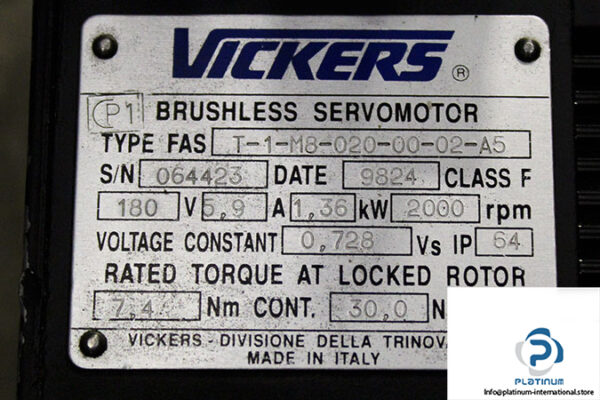 VICKERS ®
P1 BRUSHLESS SERVOMOTOR
TYPE FAS T-1-M8-020-00-02-A5
S/N 064423 DATE 9824 CLASS F
180 V 5,9 A 1,36 kW 2000 rpm
VOLTAGE CONSTANT 0,728 Vs IP 64
RATED TORQUE AT LOCKED ROTOR
7,4 Nm CONT. 30,0 N
VICKERS - DIVISIONE DELLA TRINOVA
MADE IN ITALY
PLATINUM
info@platinum-international.store